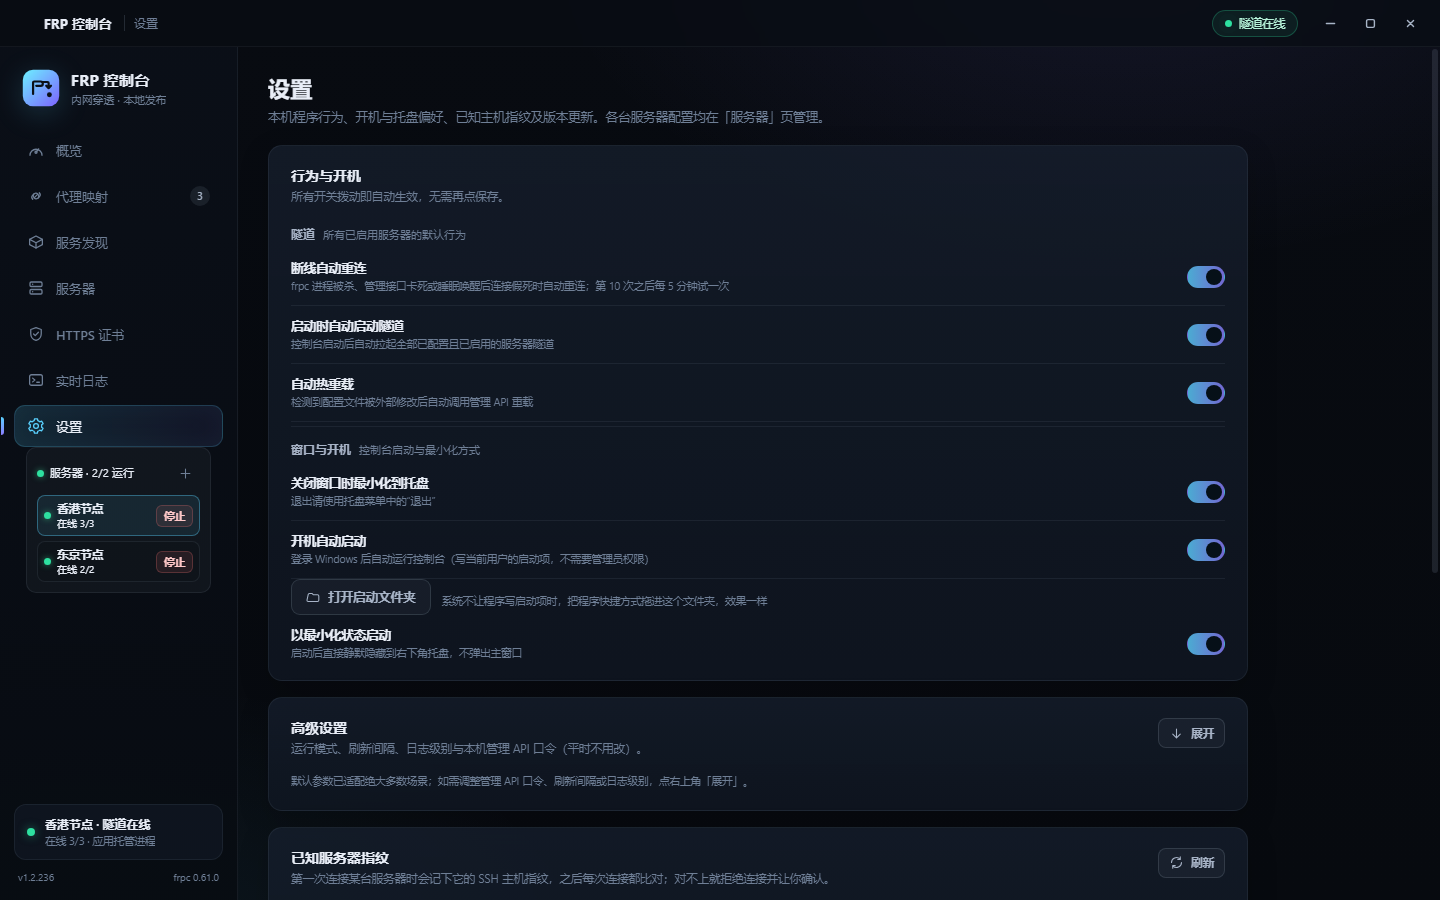 FRP 控制台
设置
隧道在线
FRP 控制台
内网穿透 · 本地发布
概览
代理映射
3
服务发现
服务器
HTTPS 证书
实时日志
设置
服务器 · 2/2 运行
香港节点
在线 3/3
停止
东京节点
在线 2/2
停止
香港节点 · 隧道在线
在线 3/3 · 应用托管进程
v1.2.236
frpc 0.61.0
设置
本机程序行为、开机与托盘偏好、已知主机指纹及版本更新。各台服务器配置均在「服务器」页管理。
行为与开机
所有开关拨动即自动生效，无需再点保存。
隧道 所有已启用服务器的默认行为
断线自动重连
frpc 进程被杀、管理接口卡死或睡眠唤醒后连接假死时自动重连；第 10 次之后每 5 分钟试一次
启动时自动启动隧道
控制台启动后自动拉起全部已配置且已启用的服务器隧道
自动热重载
检测到配置文件被外部修改后自动调用管理 API 重载
窗口与开机 控制台启动与最小化方式
关闭窗口时最小化到托盘
退出请使用托盘菜单中的“退出”
开机自动启动
登录 Windows 后自动运行控制台（写当前用户的启动项，不需要管理员权限）
打开启动文件夹
系统不让程序写启动项时，把程序快捷方式拖进这个文件夹，效果一样
以最小化状态启动
启动后直接静默隐藏到右下角托盘，不弹出主窗口
高级设置
运行模式、刷新间隔、日志级别与本机管理 API 口令（平时不用改）。
展开
默认参数已适配绝大多数场景；如需调整管理 API 口令、刷新间隔或日志级别，点右上角「展开」。
已知服务器指纹
第一次连接某台服务器时会记下它的 SSH 主机指纹，之后每次连接都比对；对不上就拒绝连接并让你确认。
刷新